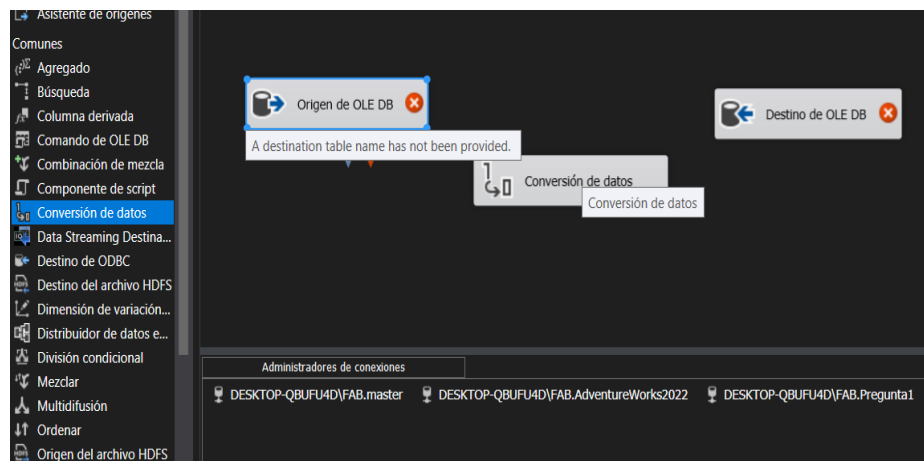 Asistente de orígenes
Comunes
Agregado
Búsqueda
Columna derivada
Comando de OLE DB
Combinación de mezcla
Componente de script
Conversión de datos
Data Streaming Destina...
Destino de ODBC
Destino del archivo HDFS
Dimensión de variación...
Distribuidor de datos e...
División condicional
Mezclar
Multidifusión
Ordenar
Origen del archivo HDFS
Origen de OLE DB
A destination table name has not been provided.
Conversión de datos
Conversión de datos
Destino de OLE DB
Administradores de conexiones
DESKTOP-QBUFU4D\FAB.master
DESKTOP-QBUFU4D\FAB.AdventureWorks2022
DESKTOP-QBUFU4D\FAB.Pregunta1